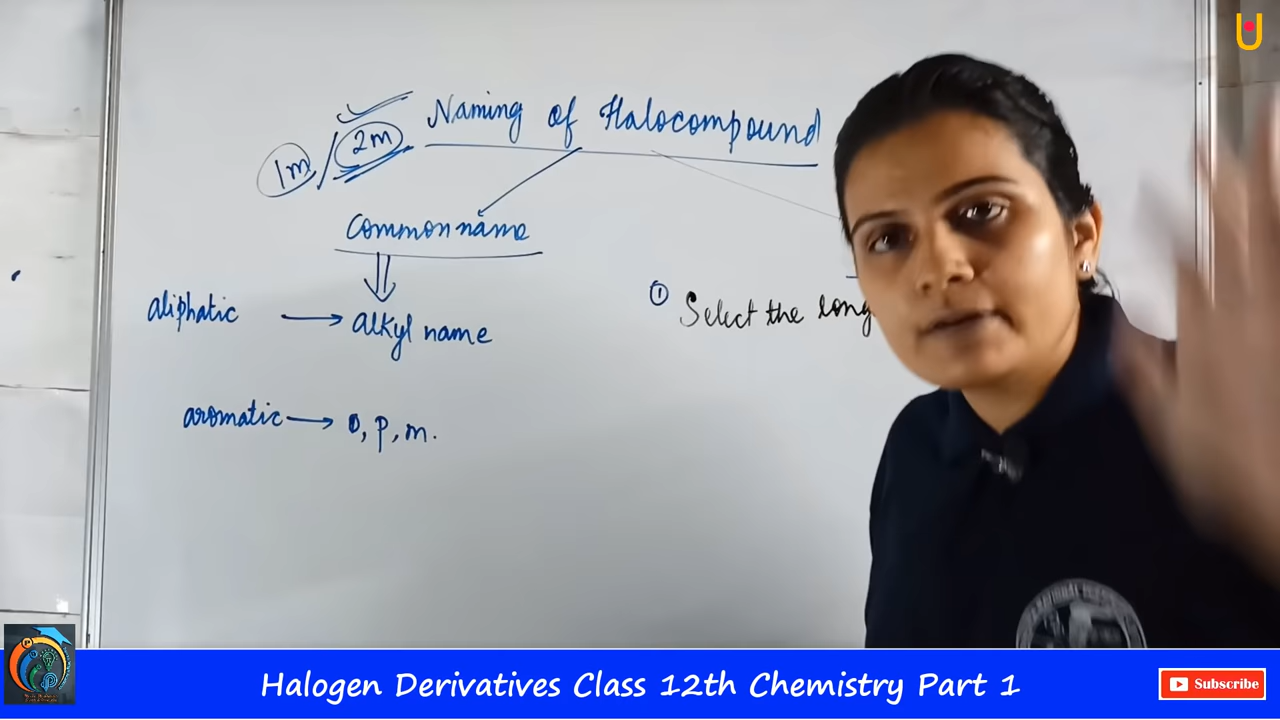 Naming of Halocompound
1m / 2m
Common name
aliphatic → alkyl name
① Select the long
aromatic → o, p, m.
Halogen Derivatives Class 12th Chemistry Part 1
Subscribe